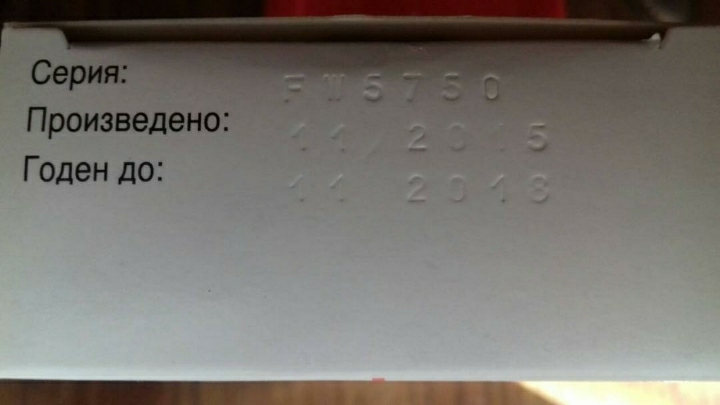 Серия: FW5750
Произведено: 11/2015
Годен до: 11 2018